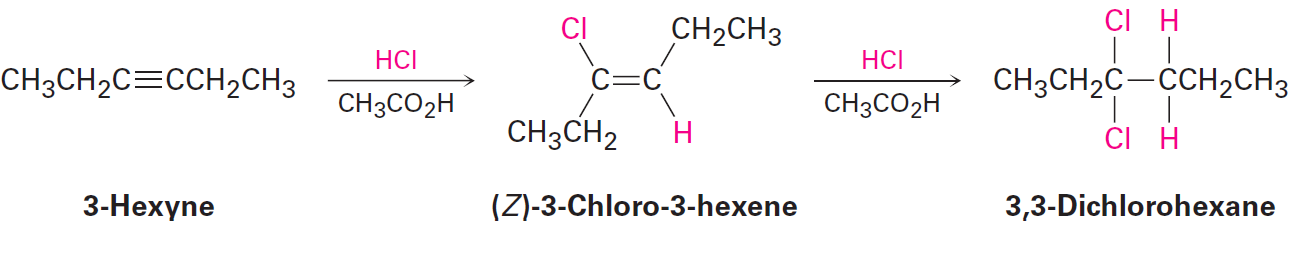 CH₃CH₂C≡CCH₂CH₃
HCl
CH₃CO₂H
Cl CH₂CH₃
C=C
CH₃CH₂ H
HCl
CH₃CO₂H
Cl H
CH₃CH₂C—CCH₂CH₃
Cl H
3-Hexyne
(Z)-3-Chloro-3-hexene
3,3-Dichlorohexane